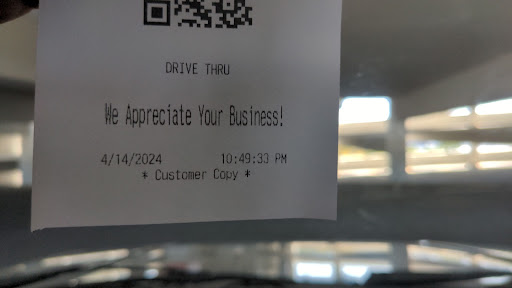 DRIVE THRU
We Appreciate Your Business!
4/14/2024 10:49:33 PM
* Customer Copy *